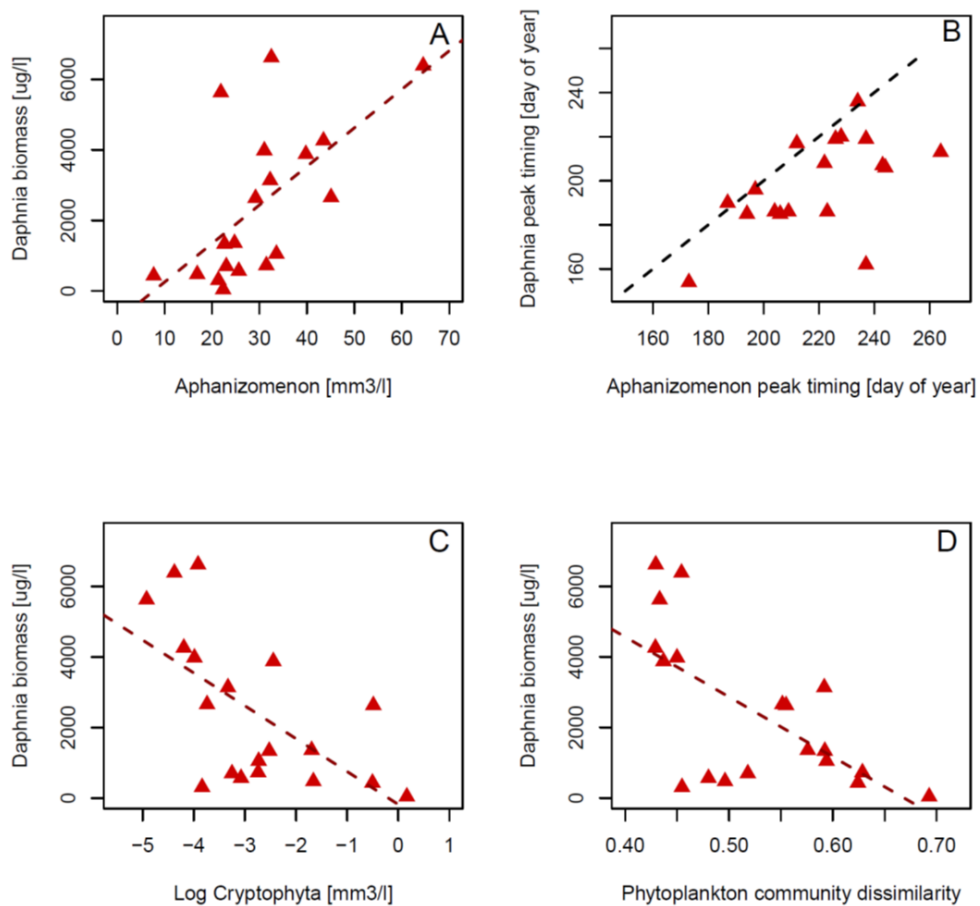 A
Daphnia biomass [ug/l]
0 2000 4000 6000
0 10 20 30 40 50 60 70
Aphanizomenon [mm3/l]
B
Daphnia peak timing [day of year]
160 200 240
160 180 200 220 240 260
Aphanizomenon peak timing [day of year]
C
Daphnia biomass [ug/l]
0 2000 4000 6000
−5 −4 −3 −2 −1 0 1
Log Cryptophyta [mm3/l]
D
Daphnia biomass [ug/l]
0 2000 4000 6000
0.40 0.50 0.60 0.70
Phytoplankton community dissimilarity